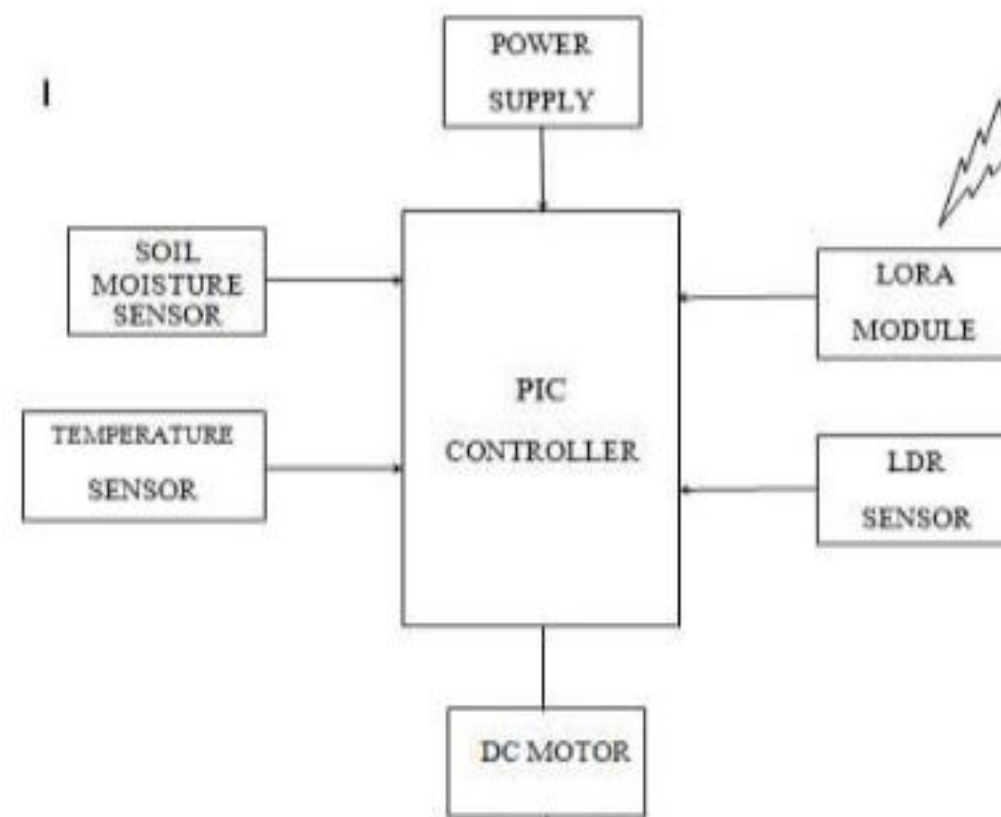 POWER
SUPPLY
SOIL
MOISTURE
SENSOR
LORA
MODULE
PIC
CONTROLLER
TEMPERATURE
SENSOR
LDR
SENSOR
DC MOTOR